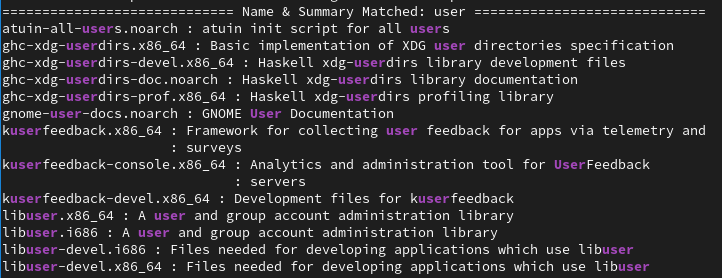 ============================= Name & Summary Matched: user =============================
atuin-all-users.noarch : atuin init script for all users
ghc-xdg-userdirs.x86_64 : Basic implementation of XDG user directories specification
ghc-xdg-userdirs-devel.x86_64 : Haskell xdg-userdirs library development files
ghc-xdg-userdirs-doc.noarch : Haskell xdg-userdirs library documentation
ghc-xdg-userdirs-prof.x86_64 : Haskell xdg-userdirs profiling library
gnome-user-docs.noarch : GNOME User Documentation
kuserfeedback.x86_64 : Framework for collecting user feedback for apps via telemetry and
                     : surveys
kuserfeedback-console.x86_64 : Analytics and administration tool for UserFeedback
                             : servers
kuserfeedback-devel.x86_64 : Development files for kuserfeedback
libuser.x86_64 : A user and group account administration library
libuser.i686 : A user and group account administration library
libuser-devel.i686 : Files needed for developing applications which use libuser
libuser-devel.x86_64 : Files needed for developing applications which use libuser